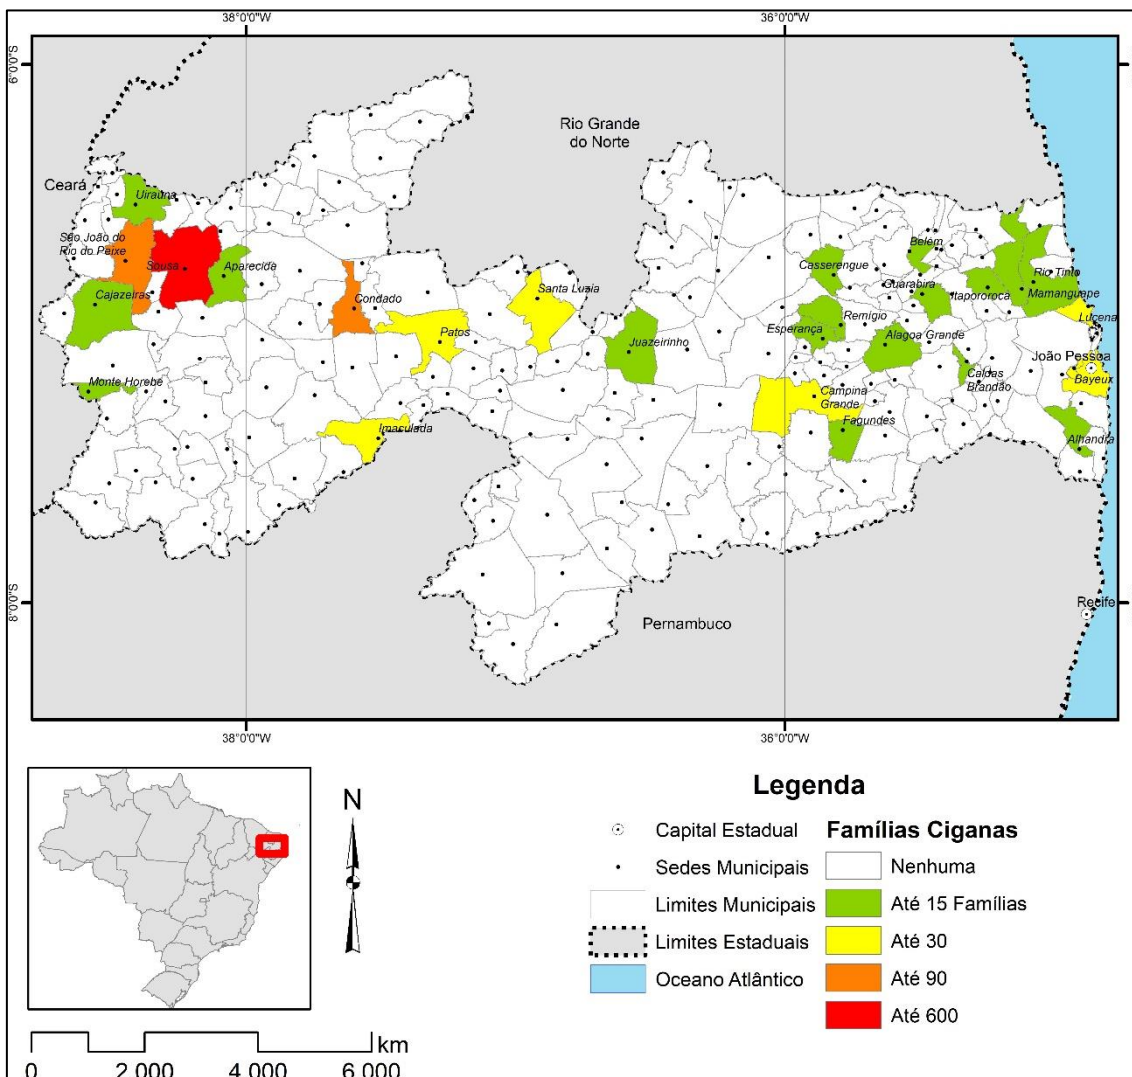 38°0'0"W
36°0'0"W
6°0'0"S
Rio Grande
do Norte
Ceará
Uiraúna
São João do
Rio do Peixe
Sousa
Aparecida
Cajazeiras
Condado
Santa Luzia
Patos
Juazeirinho
Monte Horebe
Imaculada
Belém
Casserengue
Guarabira
Rio Tinto
Itapororoca
Mamanguape
Esperança
Remígio
Lucena
Alagoa Grande
João Pessoa
Caldas
Brandão
Bayeux
Campina
Grande
Fagundes
Alhandra
8°0'0"S
Recife
Pernambuco
38°0'0"W
36°0'0"W
Legenda
N
Capital Estadual
Sedes Municipais
Limites Municipais
Limites Estaduais
Oceano Atlântico
Famílias Ciganas
Nenhuma
Até 15 Famílias
Até 30
Até 90
Até 600
km
0 2.000 4.000 6.000